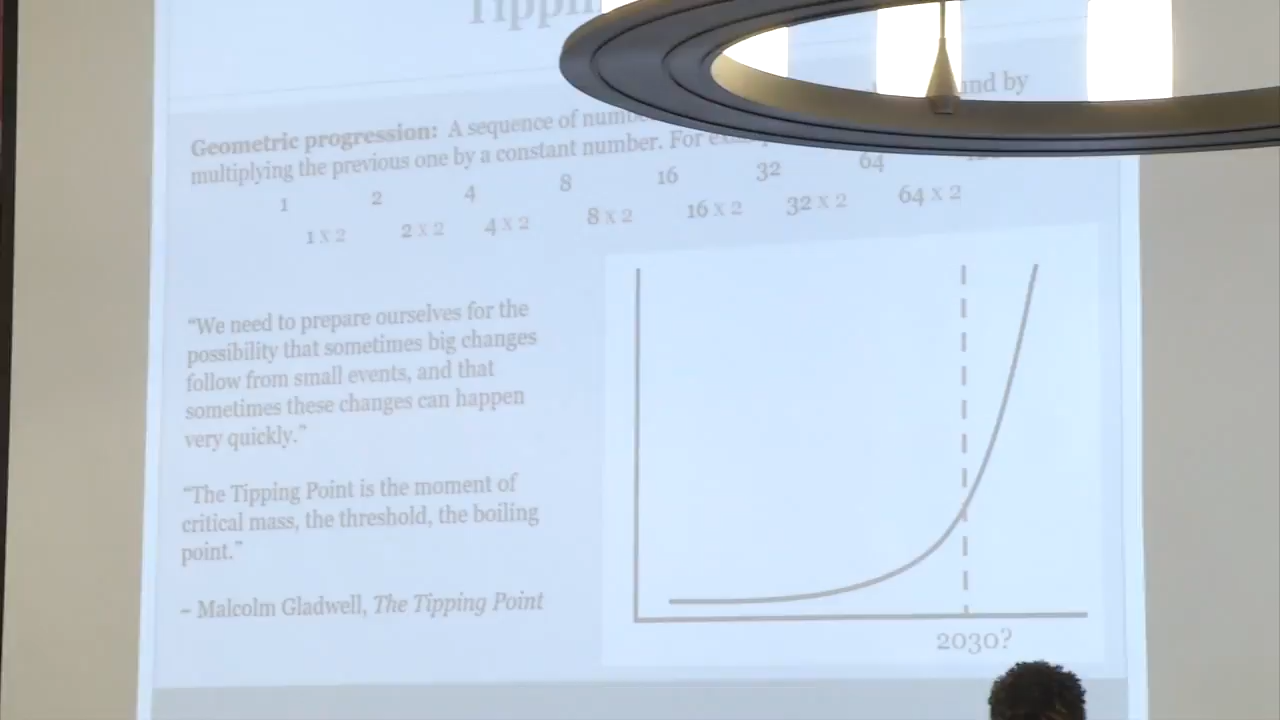 Geometric progression: A sequence of
and by
multiplying the previous one by a constant number. For
1 2 4 8 16 32 64
1 x 2 2 x 2 4 x 2 8 x 2 16 x 2 32 x 2 64 x 2
“We need to prepare ourselves for the
possibility that sometimes big changes
follow from small events, and that
sometimes these changes can happen
very quickly.”
“The Tipping Point is the moment of
critical mass, the threshold, the boiling
point.”
– Malcolm Gladwell, The Tipping Point
2030?